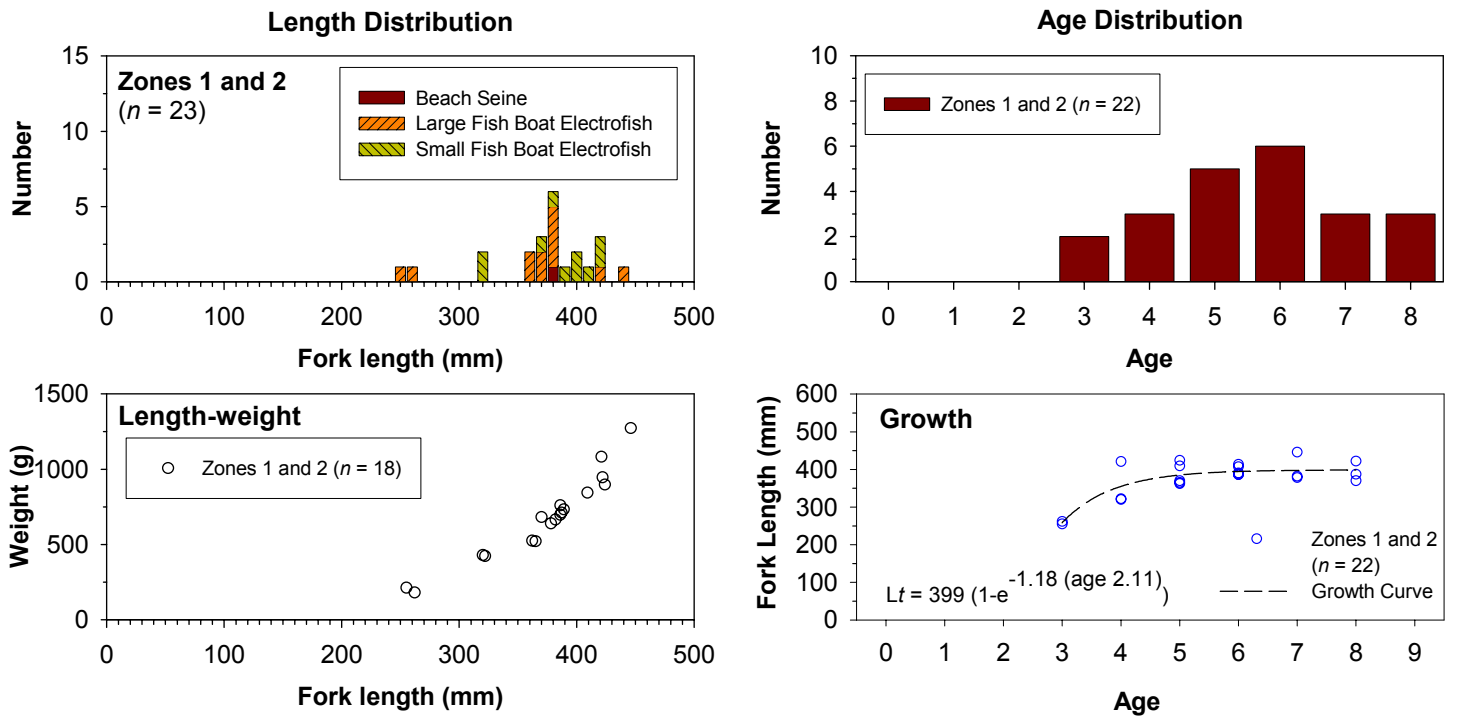 Length Distribution
Zones 1 and 2
(n = 23)
Beach Seine
Large Fish Boat Electrofish
Small Fish Boat Electrofish
Number
15
10
5
0
0 100 200 300 400 500
Fork length (mm)
Age Distribution
Zones 1 and 2 (n = 22)
Number
10
8
6
4
2
0
0 1 2 3 4 5 6 7 8
Age
Length-weight
Zones 1 and 2 (n = 18)
Weight (g)
1500
1000
500
0
0 100 200 300 400 500
Fork length (mm)
Growth
Fork Length (mm)
600
500
400
300
200
100
0
Zones 1 and 2
(n = 22)
Growth Curve
Lt = 399 (1-e-1.18 (age 2.11))
0 1 2 3 4 5 6 7 8 9
Age